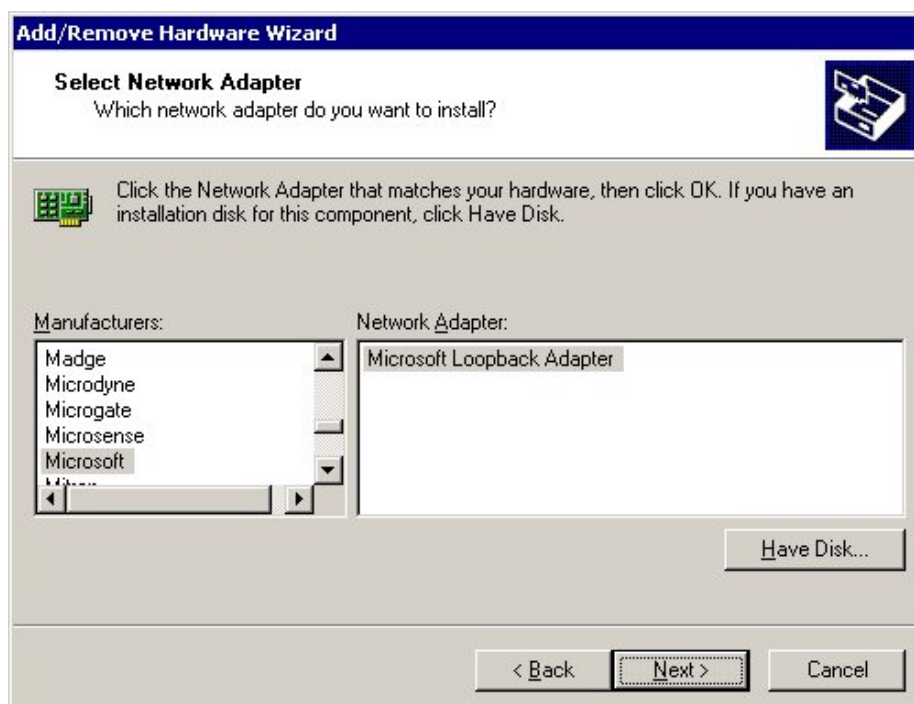 Add/Remove Hardware Wizard
Select Network Adapter
Which network adapter do you want to install?
Click the Network Adapter that matches your hardware, then click OK. If you have an
installation disk for this component, click Have Disk.
Manufacturers:
Network Adapter:
Madge
Microdyne
Microgate
Microsense
Microsoft
Microsoft Loopback Adapter
Have Disk...
< Back
Next >
Cancel